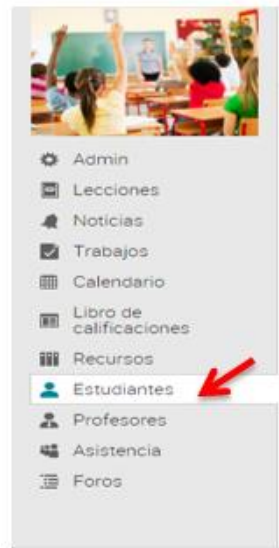 Admin
Lecciones
Noticias
Trabajos
Calendario
Libro de
calificaciones
Recursos
Estudiantes
Profesores
Asistencia
Foros